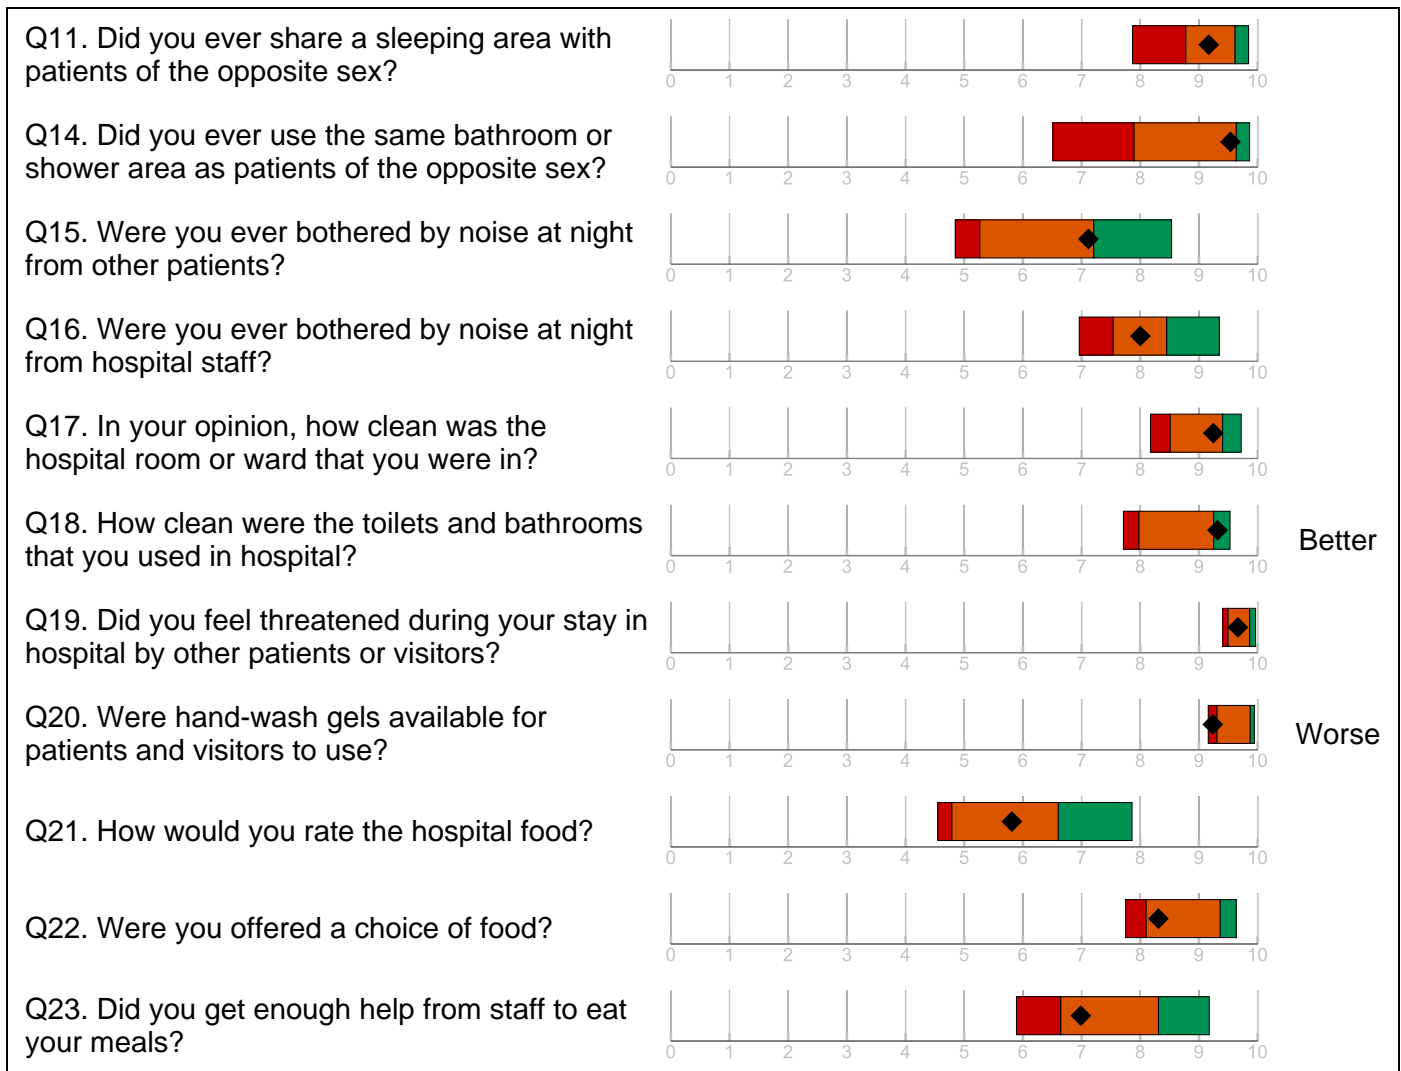 Q11. Did you ever share a sleeping area with
patients of the opposite sex?
0 1 2 3 4 5 6 7 8 9 10
Q14. Did you ever use the same bathroom or
shower area as patients of the opposite sex?
0 1 2 3 4 5 6 7 8 9 10
Q15. Were you ever bothered by noise at night
from other patients?
0 1 2 3 4 5 6 7 8 9 10
Q16. Were you ever bothered by noise at night
from hospital staff?
0 1 2 3 4 5 6 7 8 9 10
Q17. In your opinion, how clean was the
hospital room or ward that you were in?
0 1 2 3 4 5 6 7 8 9 10
Q18. How clean were the toilets and bathrooms
that you used in hospital?
Better
0 1 2 3 4 5 6 7 8 9 10
Q19. Did you feel threatened during your stay in
hospital by other patients or visitors?
0 1 2 3 4 5 6 7 8 9 10
Q20. Were hand-wash gels available for
patients and visitors to use?
Worse
0 1 2 3 4 5 6 7 8 9 10
Q21. How would you rate the hospital food?
0 1 2 3 4 5 6 7 8 9 10
Q22. Were you offered a choice of food?
0 1 2 3 4 5 6 7 8 9 10
Q23. Did you get enough help from staff to eat
your meals?
0 1 2 3 4 5 6 7 8 9 10